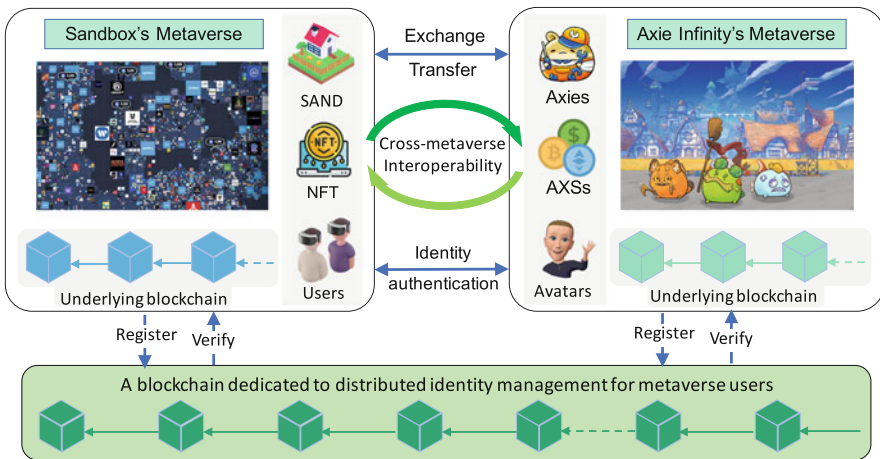 Sandbox's Metaverse
SAND
NFT
NFT
Users
Underlying blockchain
Exchange
Transfer
Cross-metaverse
Interoperability
Identity
authentication
Axie Infinity's Metaverse
Axies
AXSs
Avatars
Underlying blockchain
Register
Verify
Register
Verify
A blockchain dedicated to distributed identity management for metaverse users